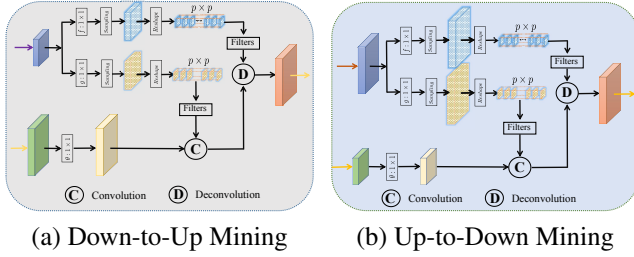 f: 1×1
Sampling
Reshape
p × p
...
Filters
g: 1×1
Sampling
Reshape
p × p
Filters
D
θ: 1×1
C
C Convolution
D Deconvolution
(a) Down-to-Up Mining
f: 1×1
Sampling
Reshape
p × p
...
Filters
g: 1×1
Sampling
Reshape
p × p
Filters
D
θ: 1×1
C
C Convolution
D Deconvolution
(b) Up-to-Down Mining